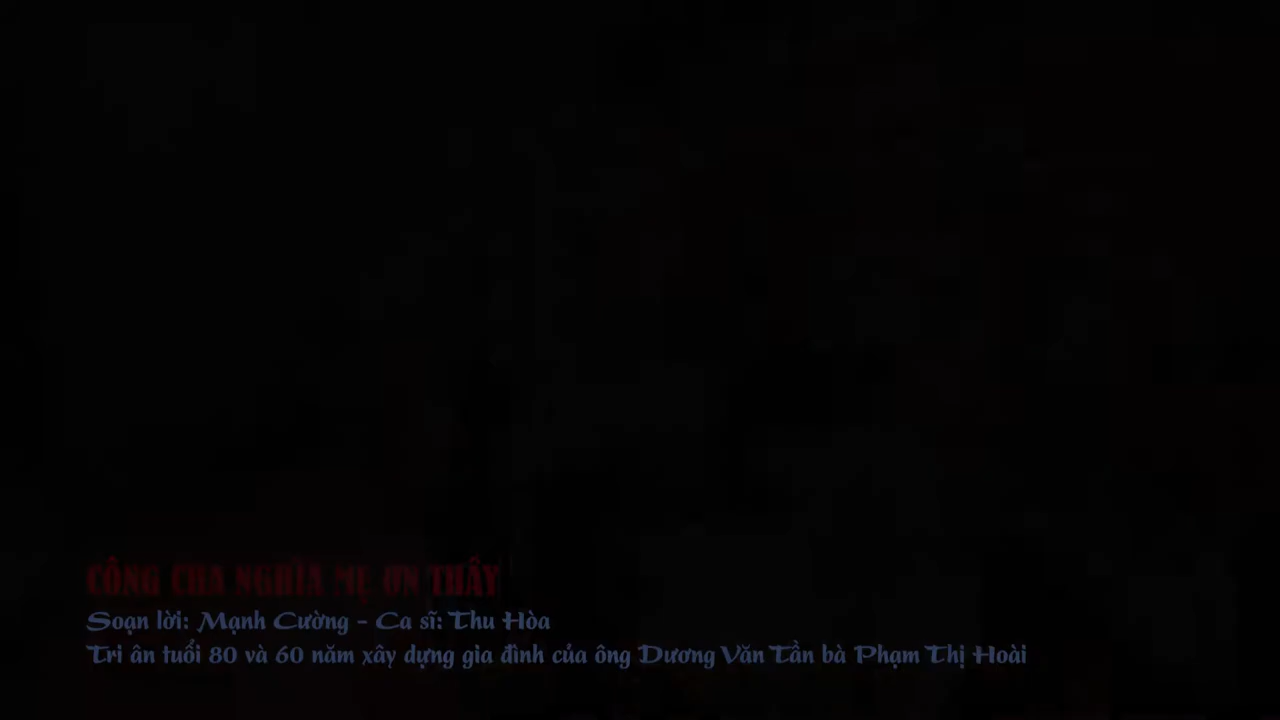 CÔNG CHA NGHĨA MẸ ƠN THẦY
Soạn lời: Mạnh Cường - Ca sĩ: Thu Hòa
Tri ân tuổi 80 và 60 năm xây dựng gia đình của ông Dương Văn Tần bà Phạm Thị Hoài